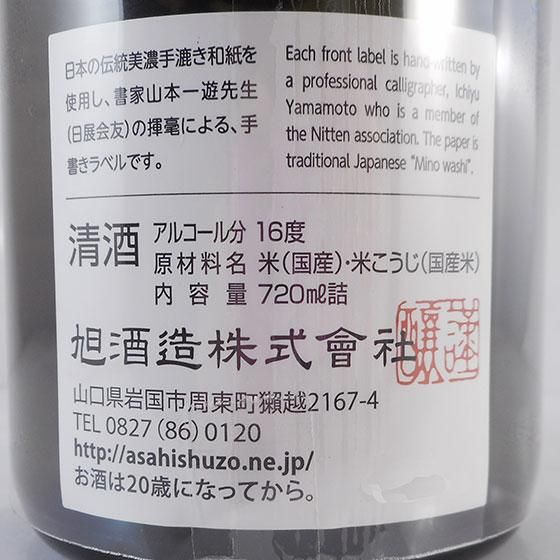 日本の伝統美濃手漉き和紙を
使用し、書家山本一遊先生
(日展会友)の揮毫による、手
書きラベルです。
Each front label is hand-written by
a professional calligrapher, Ichiyu
Yamamoto who is a member of
the Nitten association. The paper is
traditional Japanese “Mino washi”.
清酒 アルコール分 16度
原材料名 米(国産)・米こうじ(国産米)
内容量 720㎖詰
旭酒造株式會社
謹醸
山口県岩国市周東町獺越2167-4
TEL 0827(86)0120
http://asahishuzo.ne.jp/
お酒は20歳になってから。